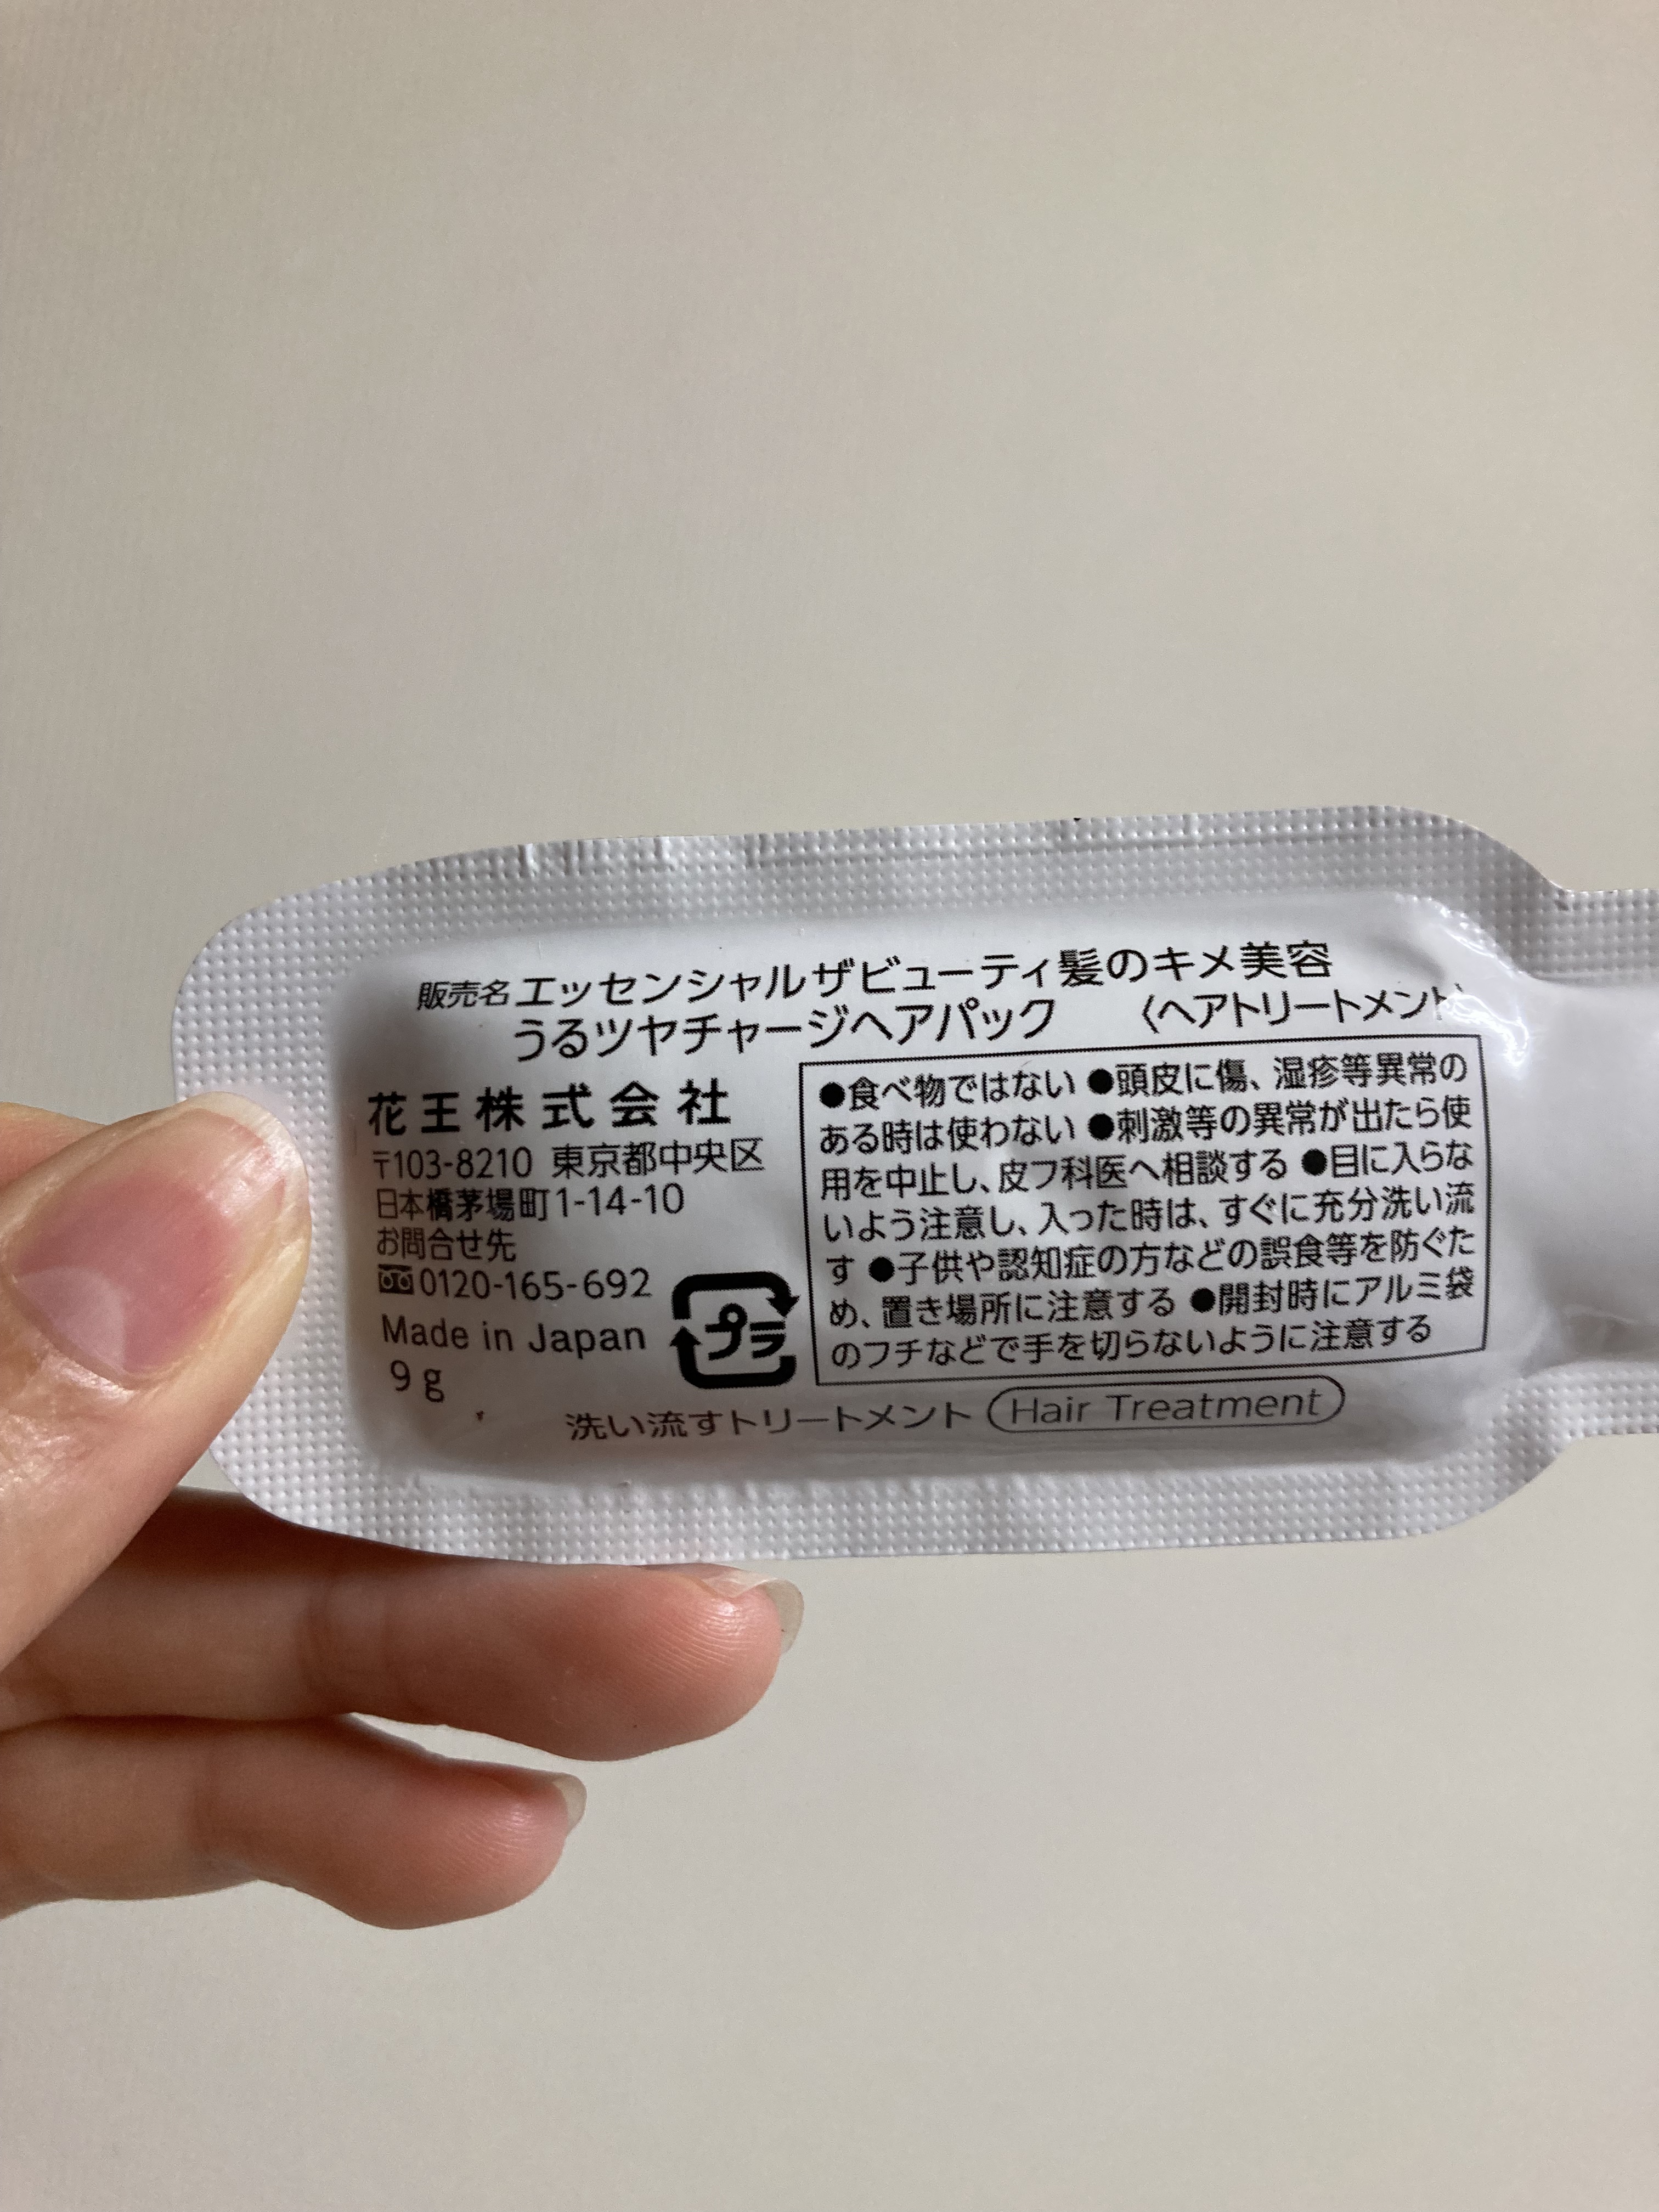 販売名 エッセンシャルザビューティ髪のキメ美容
うるツヤチャージヘアパック 〈ヘアトリートメント〉
花王株式会社
〒103-8210 東京都中央区
日本橋茅場町1-14-10
お問合せ先
0120-165-692
Made in Japan
9g
プラ
●食べ物ではない ●頭皮に傷、湿疹等異常の
ある時は使わない ●刺激等の異常が出たら使
用を中止し、皮フ科医へ相談する ●目に入らな
いよう注意し、入った時は、すぐに充分洗い流
す ●子供や認知症の方などの誤食等を防ぐた
め、置き場所に注意する ●開封時にアルミ袋
のフチなどで手を切らないように注意する
洗い流すトリートメント Hair Treatment